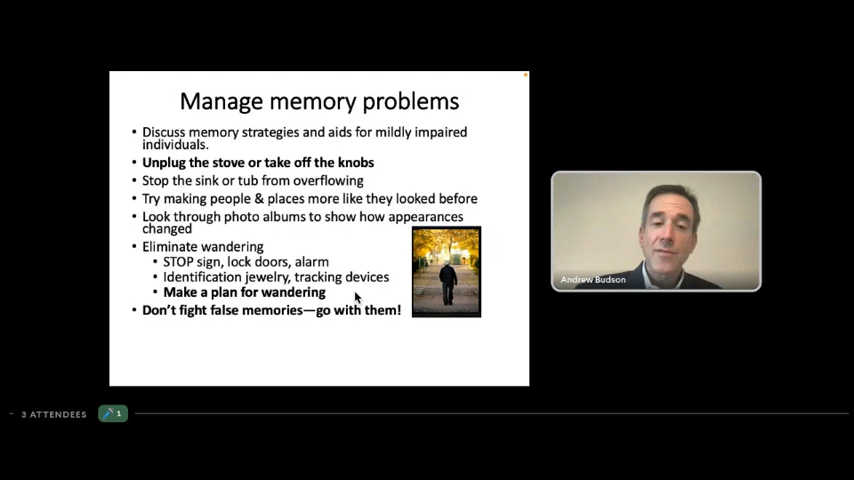 Manage memory problems
• Discuss memory strategies and aids for mildly impaired
individuals.
• Unplug the stove or take off the knobs
• Stop the sink or tub from overflowing
• Try making people & places more like they looked before
• Look through photo albums to show how appearances
changed
• Eliminate wandering
• STOP sign, lock doors, alarm
• Identification jewelry, tracking devices
• Make a plan for wandering
• Don't fight false memories—go with them!
Andrew Budson
3 ATTENDEES
1